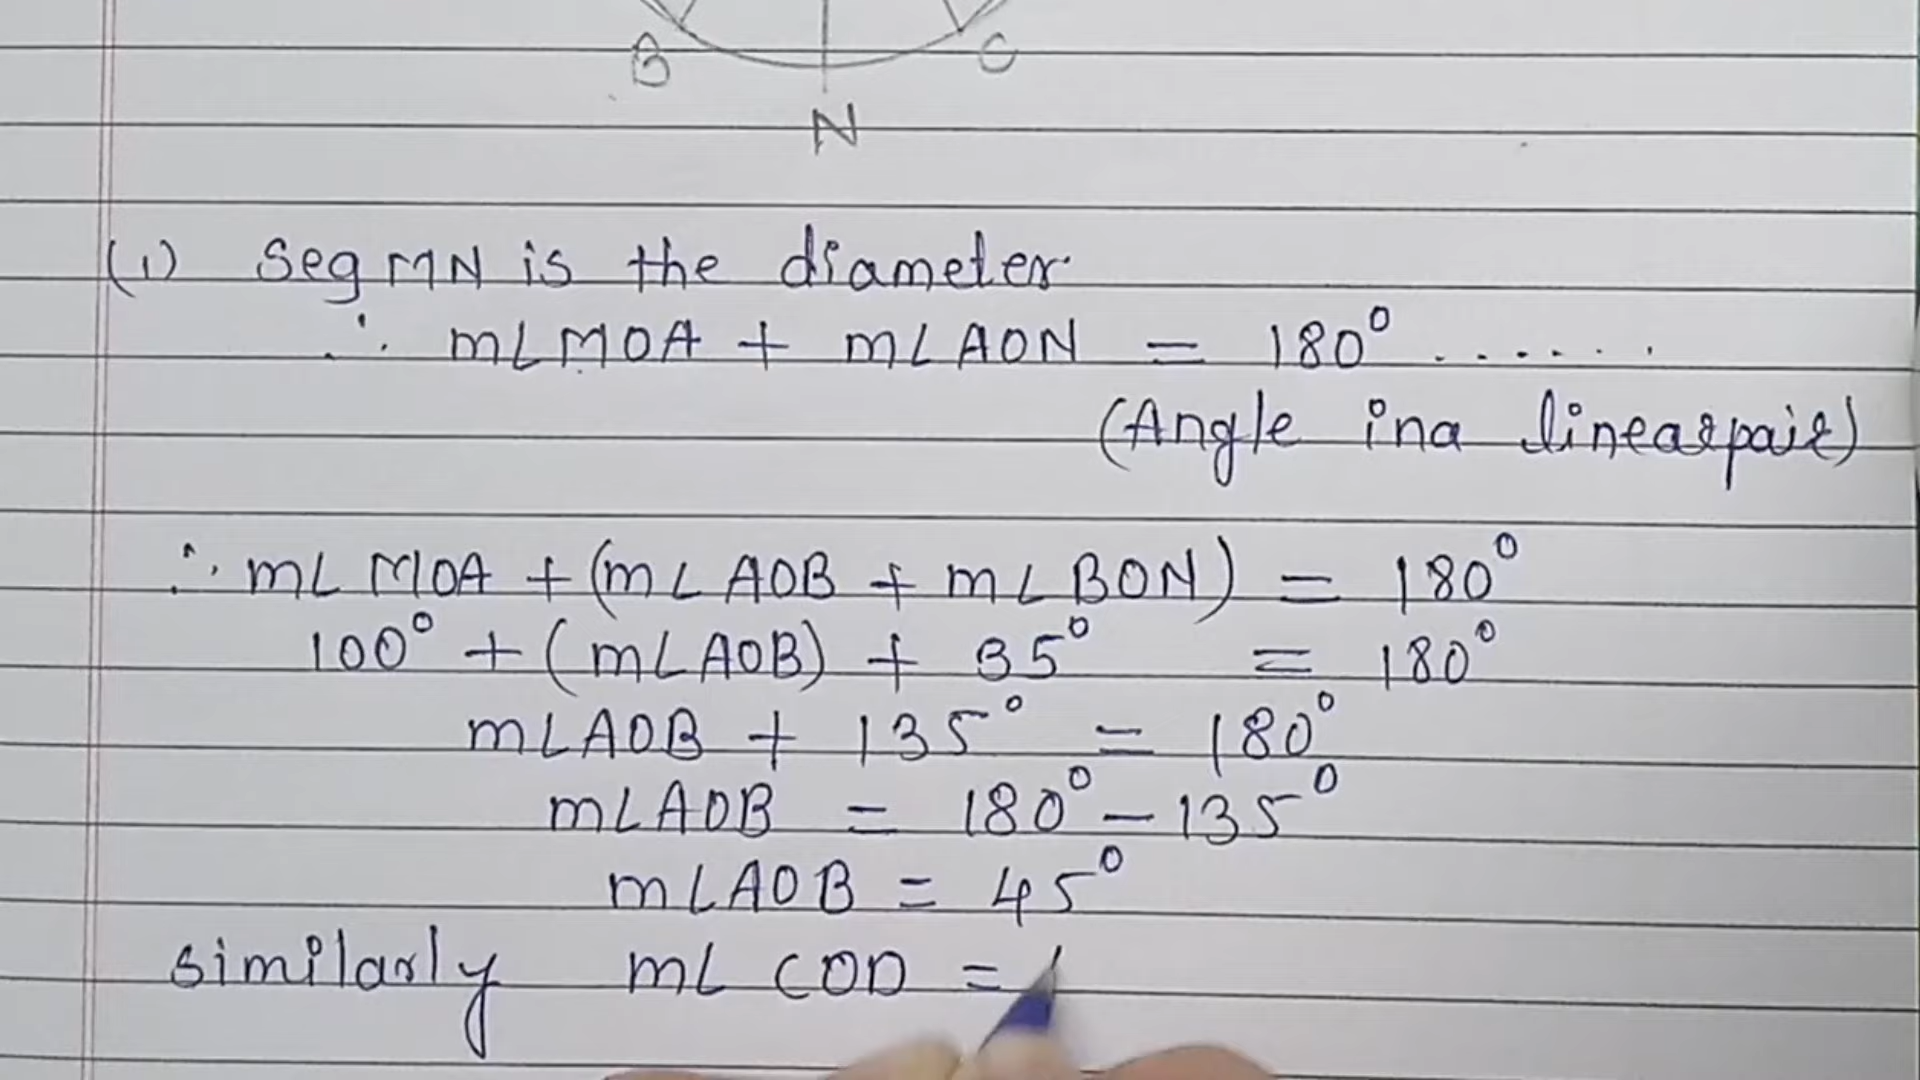 B C
N
(1) Seg MN is the diameter
∴ m∠MOA + m∠AON = 180° ......
(Angle in a linear pair)
∴ m∠MOA + (m∠AOB + m∠BON) = 180°
100° + (m∠AOB) + 35° = 180°
m∠AOB + 135° = 180°
m∠AOB = 180° - 135°
m∠AOB = 45°
similarly m∠COD =